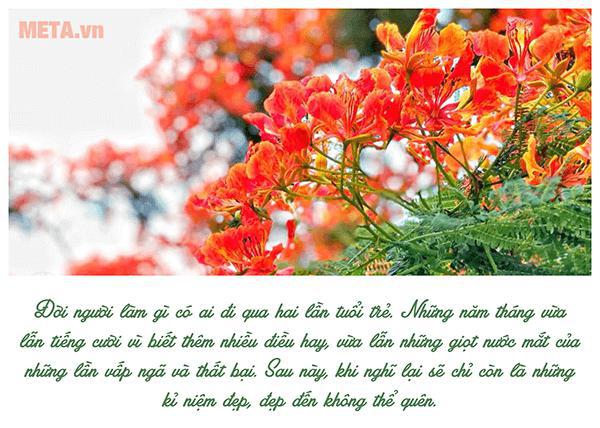 META.vn
Đời người làm gì có ai đi qua hai lần tuổi trẻ. Những năm tháng vừa
lẫn tiếng cười vì biết thêm nhiều điều hay, vừa lẫn những giọt nước mắt của
những lần vấp ngã và thất bại. Sau này, khi nghĩ lại sẽ chỉ còn là những
kỉ niệm đẹp, đẹp đến không thể quên.